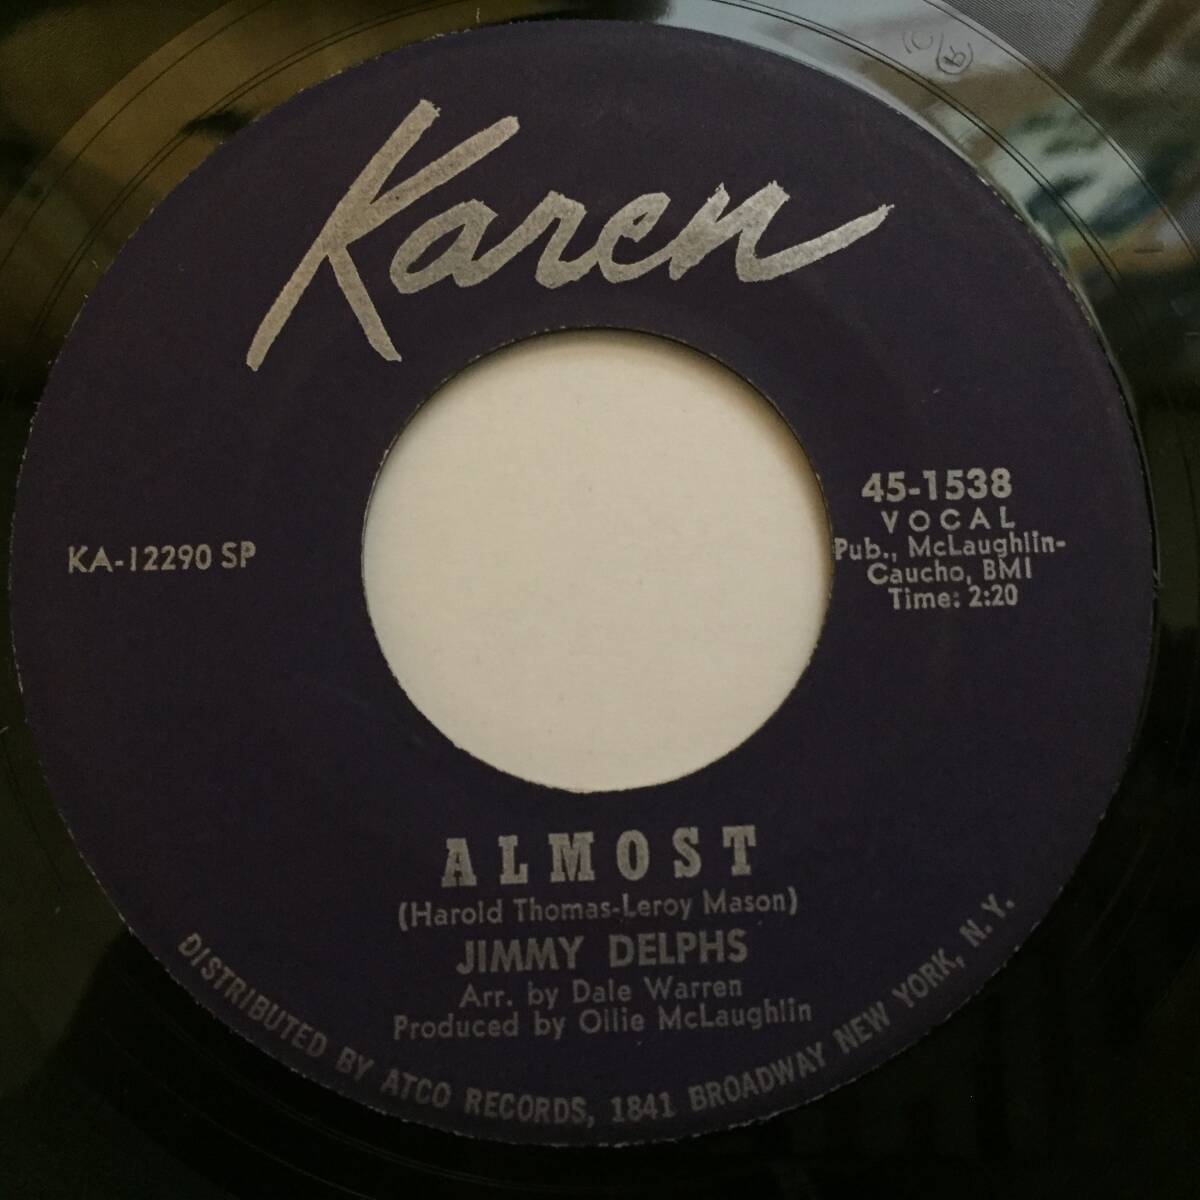 Karen
45-1538
VOCAL
Pub., McLaughlin-
Caucho, BMI
Time: 2:20
KA-12290 SP
ALMOST
(Harold Thomas-Leroy Mason)
JIMMY DELPHS
Arr. by Dale Warren
Produced by Ollie McLaughlin
DISTRIBUTED BY ATCO RECORDS, 1841 BROADWAY NEW YORK, N.Y.